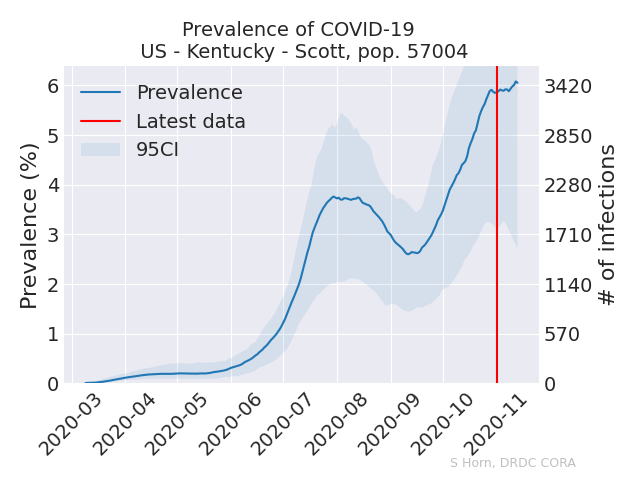 Prevalence of COVID-19
US - Kentucky - Scott, pop. 57004
Prevalence
Latest data
95CI
Prevalence (%)
6
5
4
3
2
1
0
3420
2850
2280
1710
1140
570
0
# of infections
2020-03
2020-04
2020-05
2020-06
2020-07
2020-08
2020-09
2020-10
2020-11
S Horn, DRDC CORA